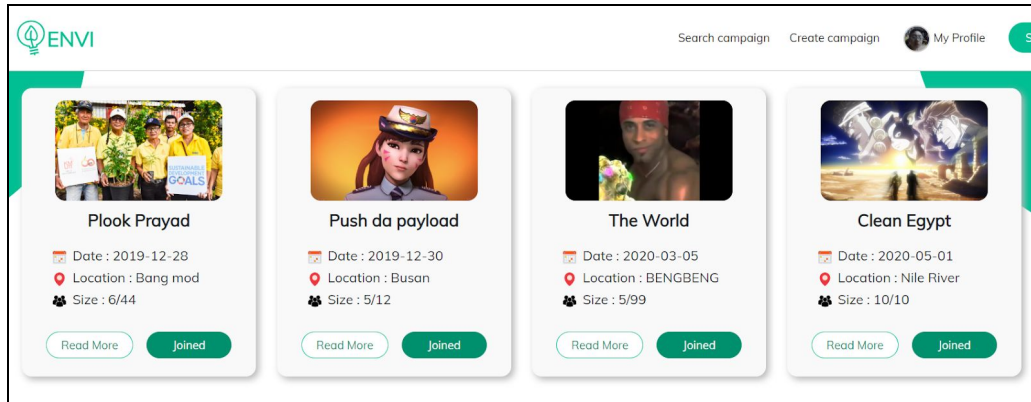 ENVI
Search campaign Create campaign My Profile S
SUSTAINABLE
DEVELOPMENT
GOALS
Plook Prayad
Date : 2019-12-28
Location : Bang mod
Size : 6/44
Read More Joined
Push da payload
Date : 2019-12-30
Location : Busan
Size : 5/12
Read More Joined
The World
Date : 2020-03-05
Location : BENGBENG
Size : 5/99
Read More Joined
Clean Egypt
Date : 2020-05-01
Location : Nile River
Size : 10/10
Read More Joined